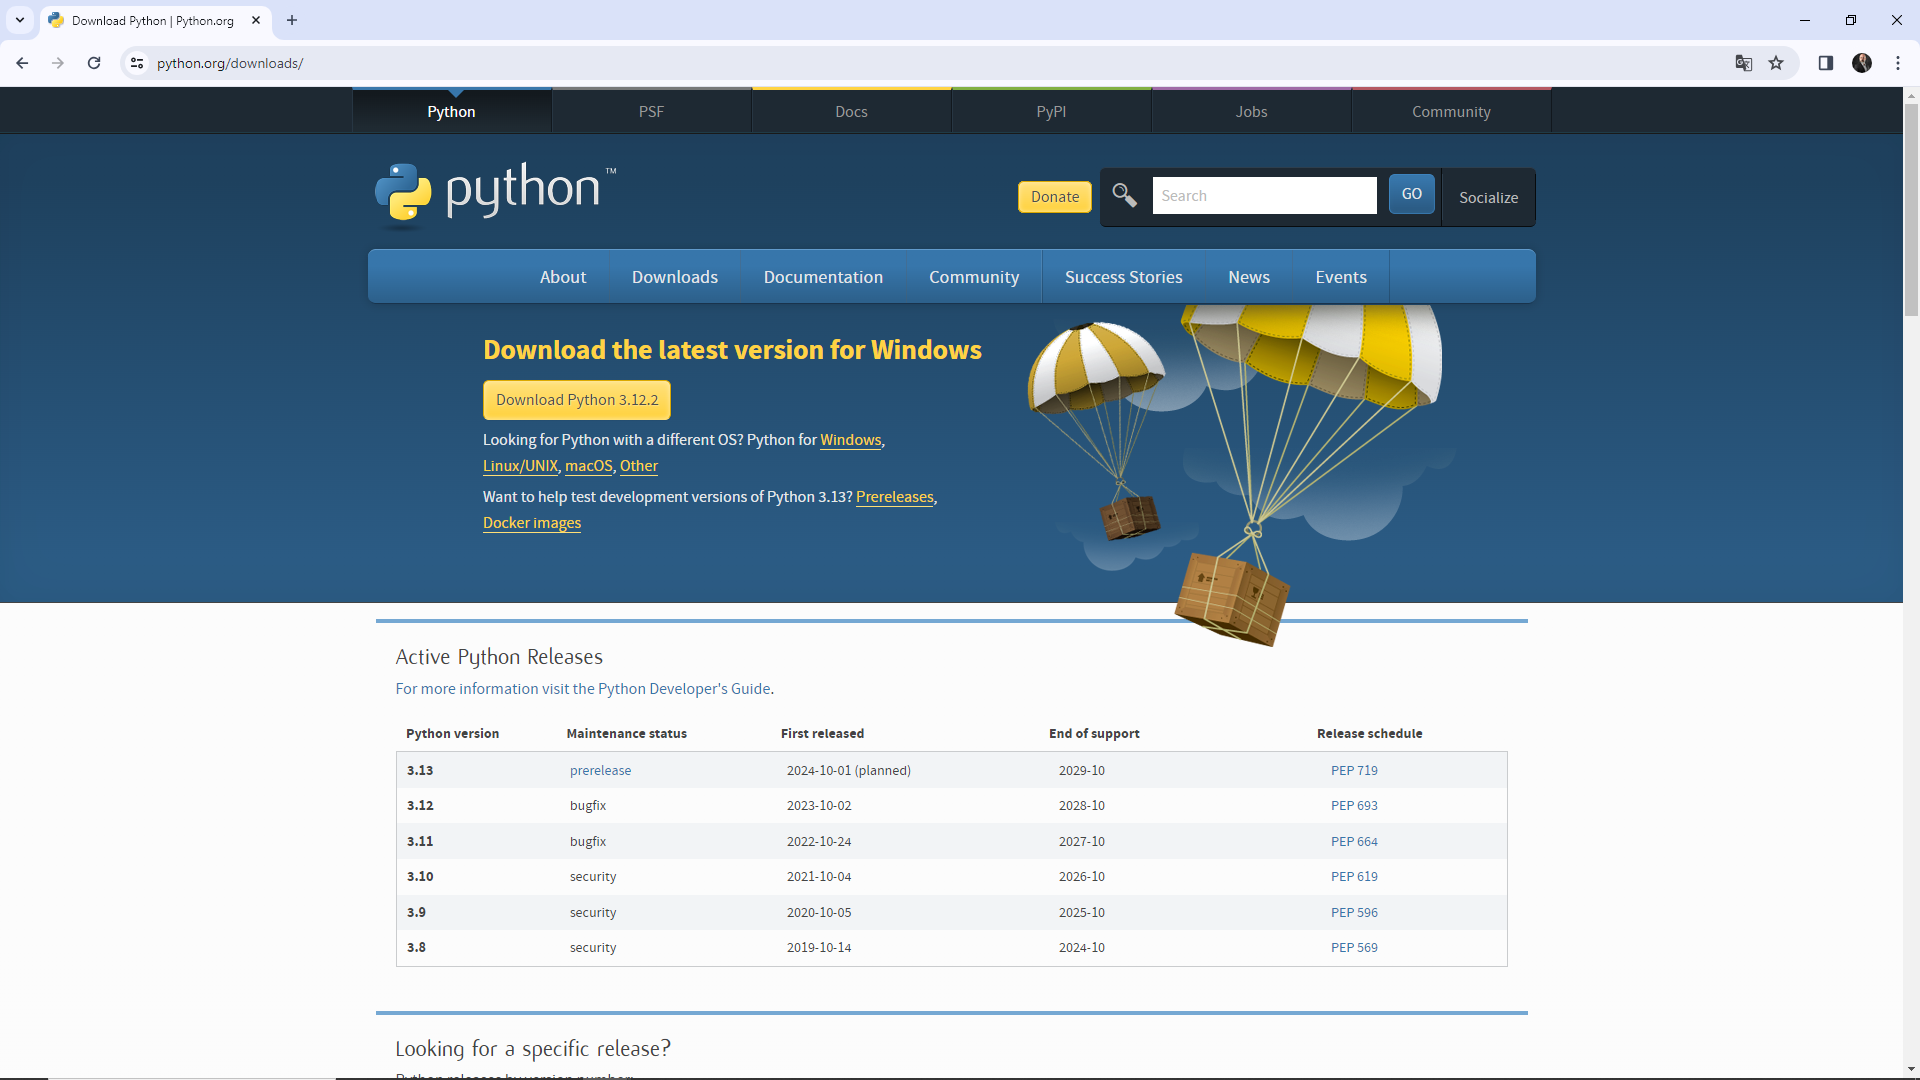 Download Python | Python.org
python.org/downloads/
Python PSF Docs PyPI Jobs Community
python™
Donate Search GO Socialize
About Downloads Documentation Community Success Stories News Events
Download the latest version for Windows
Download Python 3.12.2
Looking for Python with a different OS? Python for Windows,
Linux/UNIX, macOS, Other
Want to help test development versions of Python 3.13? Prereleases,
Docker images
Active Python Releases
For more information visit the Python Developer's Guide.
Python version Maintenance status First released End of support Release schedule
3.13 prerelease 2024-10-01 (planned) 2029-10 PEP 719
3.12 bugfix 2023-10-02 2028-10 PEP 693
3.11 bugfix 2022-10-24 2027-10 PEP 664
3.10 security 2021-10-04 2026-10 PEP 619
3.9 security 2020-10-05 2025-10 PEP 596
3.8 security 2019-10-14 2024-10 PEP 569
Looking for a specific release?
Python releases by version number: